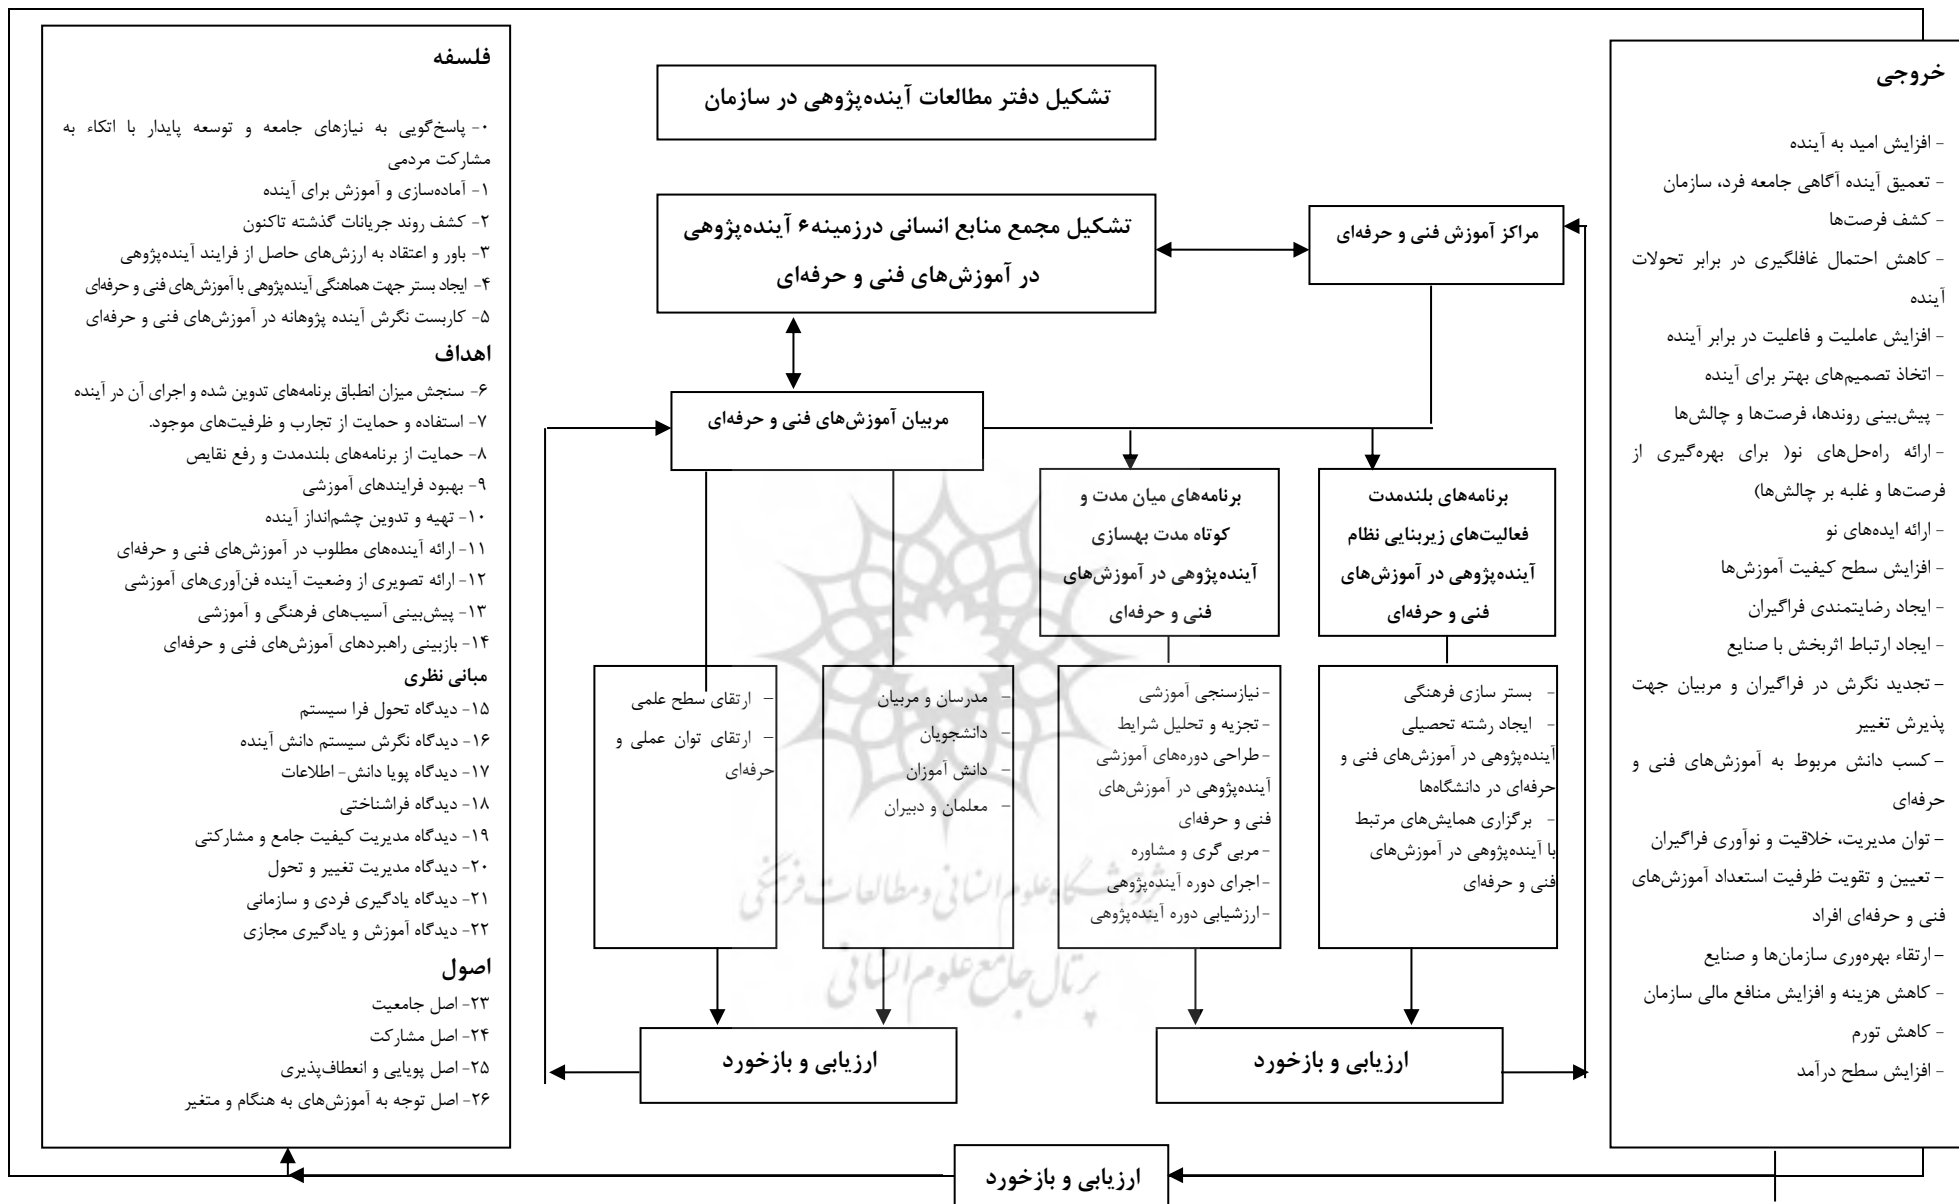 فلسفه
۰- پاسخ‌گویی به نیازهای جامعه و توسعه پایدار با اتکاء به
مشارکت مردمی
۱- آماده‌سازی و آموزش برای آینده
۲- کشف روند جریانات گذشته تاکنون
۳- باور و اعتقاد به ارزش‌های حاصل از فرایند آینده‌پژوهی
۴- ایجاد بستر جهت هماهنگی آینده‌پژوهی با آموزش‌های فنی و حرفه‌ای
۵- کاربست نگرش آینده پژوهانه در آموزش‌های فنی و حرفه‌ای
اهداف
۶- سنجش میزان انطباق برنامه‌های تدوین شده و اجرای آن در آینده
۷- استفاده و حمایت از تجارب و ظرفیت‌های موجود.
۸- حمایت از برنامه‌های بلندمدت و رفع نقایص
۹- بهبود فرایندهای آموزشی
۱۰- تهیه و تدوین چشم‌انداز آینده
۱۱- ارائه آینده‌های مطلوب در آموزش‌های فنی و حرفه‌ای
۱۲- ارائه تصویری از وضعیت آینده فن‌آوری‌های آموزشی
۱۳- پیش‌بینی آسیب‌های فرهنگی و آموزشی
۱۴- بازبینی راهبردهای آموزش‌های فنی و حرفه‌ای
مبانی نظری
۱۵- دیدگاه تحول فرا سیستم
۱۶- دیدگاه نگرش سیستم دانش آینده
۱۷- دیدگاه پویا دانش- اطلاعات
۱۸- دیدگاه فراشناختی
۱۹- دیدگاه مدیریت کیفیت جامع و مشارکتی
۲۰- دیدگاه مدیریت تغییر و تحول
۲۱- دیدگاه یادگیری فردی و سازمانی
۲۲- دیدگاه آموزش و یادگیری مجازی
اصول
۲۳- اصل جامعیت
۲۴- اصل مشارکت
۲۵- اصل پویایی و انعطاف‌پذیری
۲۶- اصل توجه به آموزش‌های به هنگام و متغیر
تشکیل دفتر مطالعات آینده‌پژوهی در سازمان
تشکیل مجمع منابع انسانی درزمینه۶ آینده‌پژوهی
در آموزش‌های فنی و حرفه‌ای
مراکز آموزش فنی و حرفه‌ای
مربیان آموزش‌های فنی و حرفه‌ای
برنامه‌های بلندمدت
فعالیت‌های زیربنایی نظام
آینده‌پژوهی در آموزش‌های
فنی و حرفه‌ای
برنامه‌های میان مدت و
کوتاه مدت بهسازی
آینده‌پژوهی در آموزش‌های
فنی و حرفه‌ای
- بستر سازی فرهنگی
- ایجاد رشته تحصیلی
آینده‌پژوهی در آموزش‌های فنی و
حرفه‌ای در دانشگاه‌ها
- برگزاری همایش‌های مرتبط
با آینده‌پژوهی در آموزش‌های
فنی و حرفه‌ای
-نیازسنجی آموزشی
-تجزیه و تحلیل شرایط
-طراحی دوره‌های آموزشی
آینده‌پژوهی در آموزش‌های
فنی و حرفه‌ای
-مربی گری و مشاوره
-اجرای دوره آینده‌پژوهی
-ارزشیابی دوره آینده‌پژوهی
- مدرسان و مربیان
- دانشجویان
- دانش آموزان
- معلمان و دبیران
- ارتقای سطح علمی
- ارتقای توان عملی و
حرفه‌ای
پژوهشگاه علوم انسانی و مطالعات فرهنگی
پرتال جامع علوم انسانی
ارزیابی و بازخورد
ارزیابی و بازخورد
ارزیابی و بازخورد
خروجی
- افزایش امید به آینده
- تعمیق آینده آگاهی جامعه فرد، سازمان
- کشف فرصت‌ها
- کاهش احتمال غافلگیری در برابر تحولات
آینده
- افزایش عاملیت و فاعلیت در برابر آینده
- اتخاذ تصمیم‌های بهتر برای آینده
- پیش‌بینی روندها، فرصت‌ها و چالش‌ها
- ارائه راه‌حل‌های نو( برای بهره‌گیری از
فرصت‌ها و غلبه بر چالش‌ها)
- ارائه ایده‌های نو
- افزایش سطح کیفیت آموزش‌ها
- ایجاد رضایتمندی فراگیران
- ایجاد ارتباط اثربخش با صنایع
- تجدید نگرش در فراگیران و مربیان جهت
پذیرش تغییر
- کسب دانش مربوط به آموزش‌های فنی و
حرفه‌ای
- توان مدیریت، خلاقیت و نوآوری فراگیران
- تعیین و تقویت ظرفیت استعداد آموزش‌های
فنی و حرفه‌ای افراد
- ارتقاء بهره‌وری سازمان‌ها و صنایع
- کاهش هزینه و افزایش منافع مالی سازمان
- کاهش تورم
- افزایش سطح درآمد